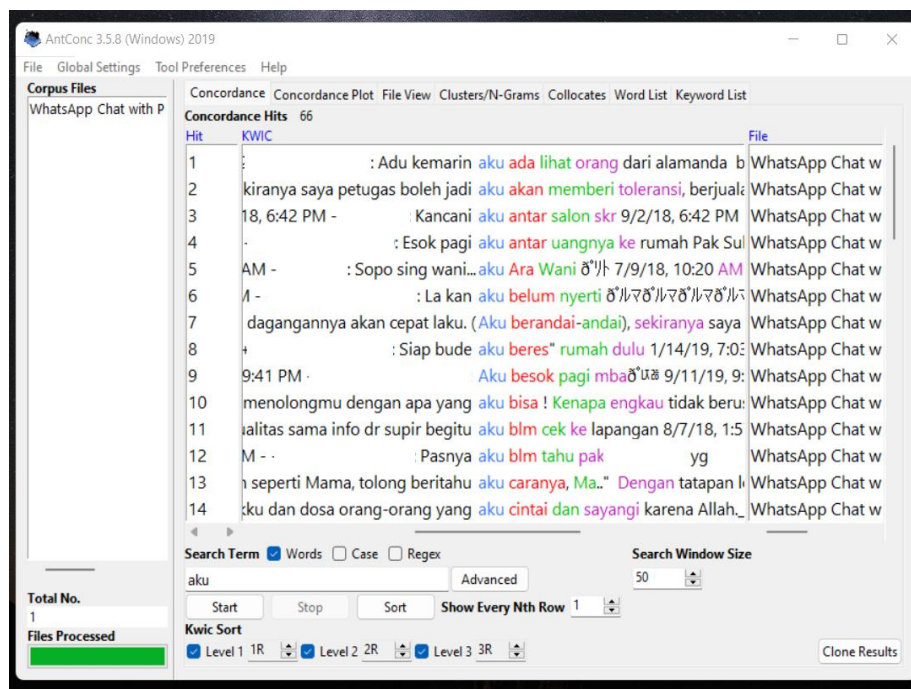 AntConc 3.5.8 (Windows) 2019
File Global Settings Tool Preferences Help
Corpus Files
WhatsApp Chat with P
Concordance Concordance Plot File View Clusters/N-Grams Collocates Word List Keyword List
Concordance Hits 66
Hit KWIC File
1 : Adu kemarin aku ada lihat orang dari alamanda b WhatsApp Chat w
2 kiranya saya petugas boleh jadi aku akan memberi toleransi, berjuala WhatsApp Chat w
3 18, 6:42 PM - : Kancani aku antar salon skr 9/2/18, 6:42 PM WhatsApp Chat w
4 : Esok pagi aku antar uangnya ke rumah Pak Sul WhatsApp Chat w
5 AM - : Sopo sing wani...aku Ara Wani 7/9/18, 10:20 AM WhatsApp Chat w
6 - : La kan aku belum nyerti WhatsApp Chat w
7 dagangannya akan cepat laku. (Aku berandai-andai), sekiranya saya WhatsApp Chat w
8 : Siap bude aku beres" rumah dulu 1/14/19, 7:03 WhatsApp Chat w
9 9:41 PM Aku besok pagi mba 9/11/19, 9: WhatsApp Chat w
10 menolongmu dengan apa yang aku bisa ! Kenapa engkau tidak berus WhatsApp Chat w
11 ualitas sama info dr supir begitu aku blm cek ke lapangan 8/7/18, 1:5 WhatsApp Chat w
12 M - : Pasnya aku blm tahu pak yg WhatsApp Chat w
13 seperti Mama, tolong beritahu aku caranya, Ma.." Dengan tatapan WhatsApp Chat w
14 kku dan dosa orang-orang yang aku cintai dan sayangi karena Allah._ WhatsApp Chat w
Search Term Words Case Regex Search Window Size
aku Advanced 50
Total No.
1
Start Stop Sort Show Every Nth Row 1
Files Processed
Kwic Sort
Level 1 1R Level 2 2R Level 3 3R Clone Results